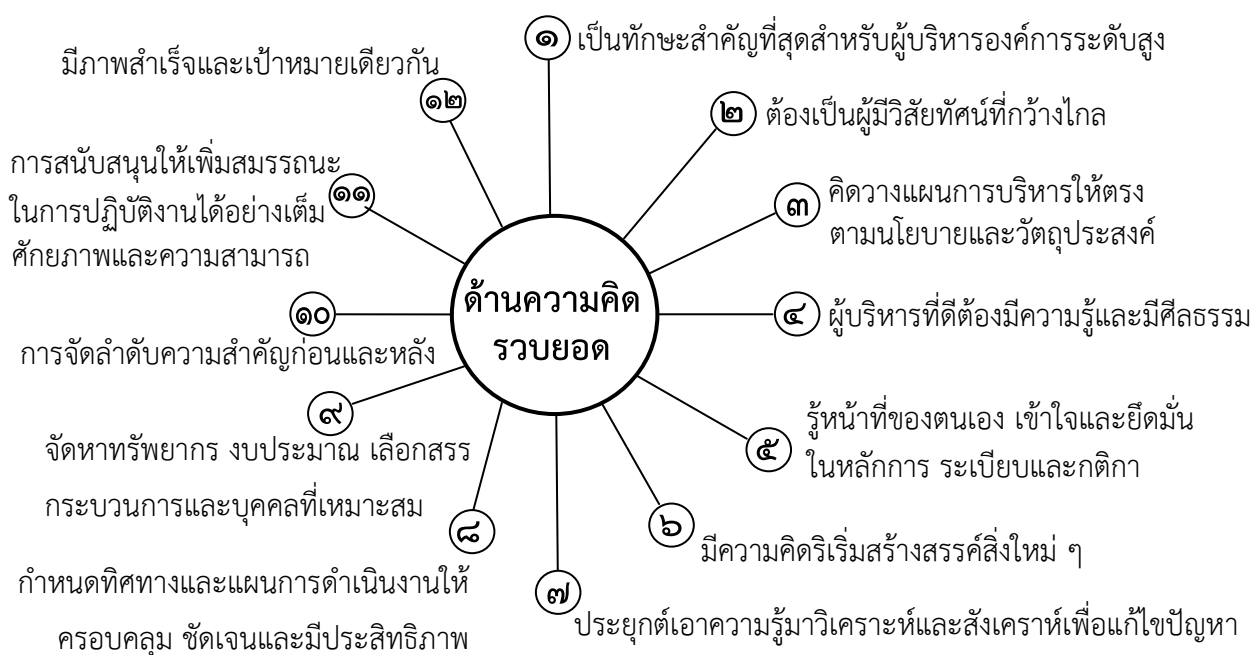 ๑ เป็นทักษะสำคัญที่สุดสำหรับผู้บริหารองค์การระดับสูง
๒ ต้องเป็นผู้มีวิสัยทัศน์ที่กว้างไกล
๓ คิดวางแผนการบริหารให้ตรง
ตามนโยบายและวัตถุประสงค์
๔ ผู้บริหารที่ดีต้องมีความรู้และมีศีลธรรม
๕ รู้หน้าที่ของตนเอง เข้าใจและยึดมั่น
ในหลักการ ระเบียบและกติกา
๖ มีความคิดริเริ่มสร้างสรรค์สิ่งใหม่ ๆ
๗ ประยุกต์เอาความรู้มาวิเคราะห์และสังเคราะห์เพื่อแก้ไขปัญหา
๘
กำหนดทิศทางและแผนการดำเนินงานให้
ครอบคลุม ชัดเจนและมีประสิทธิภาพ
๙
จัดหาทรัพยากร งบประมาณ เลือกสรร
กระบวนการและบุคคลที่เหมาะสม
๑๐
การจัดลำดับความสำคัญก่อนและหลัง
๑๑
การสนับสนุนให้เพิ่มสมรรถนะ
ในการปฏิบัติงานได้อย่างเต็ม
ศักยภาพและความสามารถ
๑๒
มีภาพสำเร็จและเป้าหมายเดียวกัน
ด้านความคิด
รวบยอด